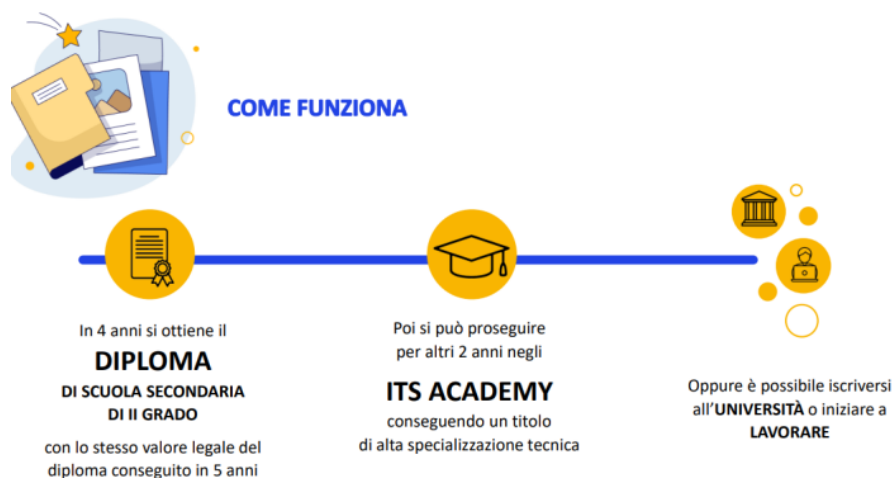 COME FUNZIONA
In 4 anni si ottiene il
DIPLOMA
DI SCUOLA SECONDARIA
DI II GRADO
con lo stesso valore legale del
diploma conseguito in 5 anni
Poi si può proseguire
per altri 2 anni negli
ITS ACADEMY
conseguendo un titolo
di alta specializzazione tecnica
Oppure è possibile iscriversi
all'UNIVERSITÀ o iniziare a
LAVORARE